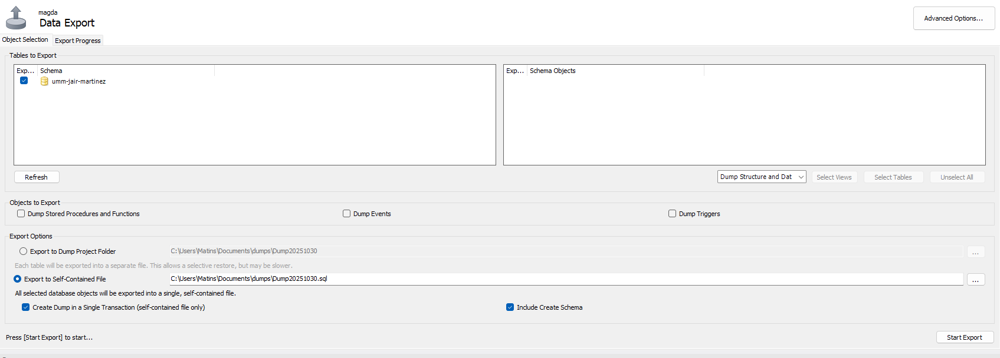 magda
Data Export
Advanced Options...
Object Selection
Export Progress
Tables to Export
Exp... Schema
umm-jair-martinez
Exp... Schema Objects
Refresh
Dump Structure and Dat
Select Views
Select Tables
Unselect All
Objects to Export
Dump Stored Procedures and Functions
Dump Events
Dump Triggers
Export Options
Export to Dump Project Folder
C:\Users\Matins\Documents\dumps\Dump20251030
...
Each table will be exported into a separate file. This allows a selective restore, but may be slower.
Export to Self-Contained File
C:\Users\Matins\Documents\dumps\Dump20251030.sql
...
All selected database objects will be exported into a single, self-contained file.
Create Dump in a Single Transaction (self-contained file only)
Include Create Schema
Press [Start Export] to start...
Start Export